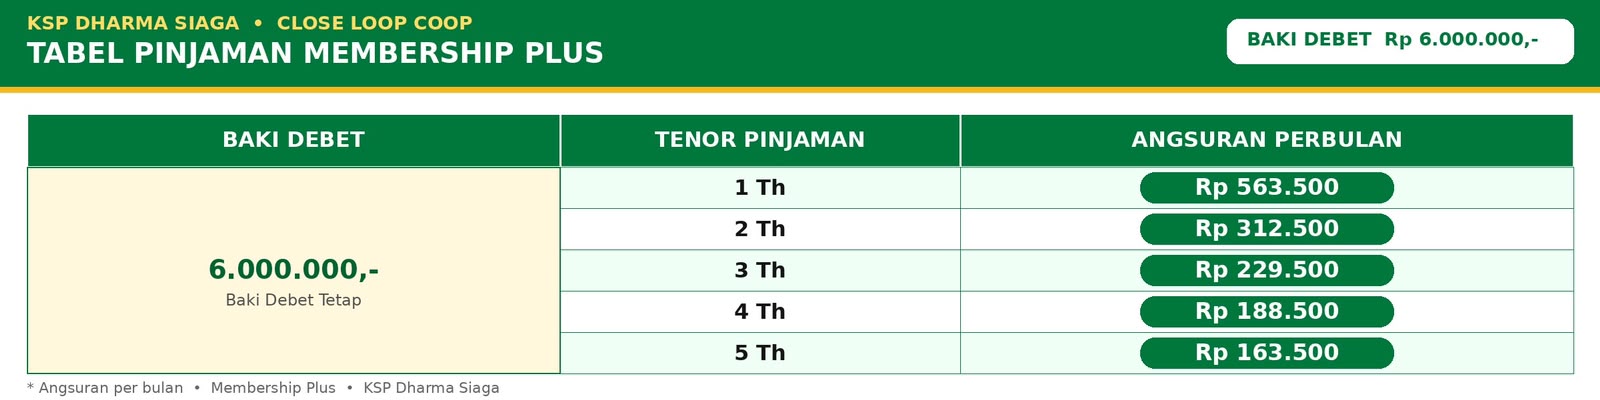 KSP DHARMA SIAGA • CLOSE LOOP COOP
TABEL PINJAMAN MEMBERSHIP PLUS
BAKI DEBET Rp 6.000.000,-
BAKI DEBET TENOR PINJAMAN ANGSURAN PERBULAN
1 Th Rp 563.500
2 Th Rp 312.500
6.000.000,- 3 Th Rp 229.500
Baki Debet Tetap
4 Th Rp 188.500
5 Th Rp 163.500
* Angsuran per bulan • Membership Plus • KSP Dharma Siaga